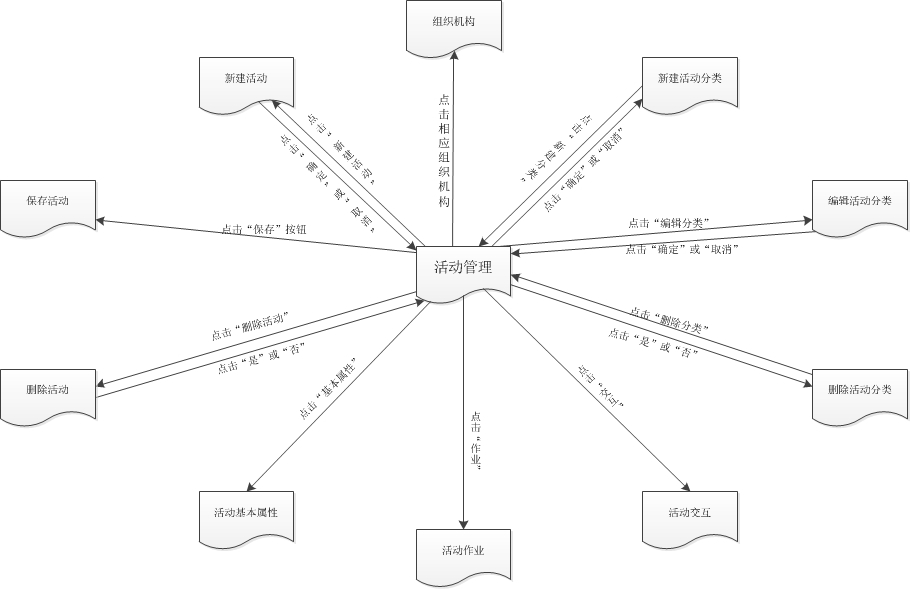 组织机构
新建活动
新建活动分类
点击相应组织机构
点击“新建活动”
点击“确定”或“取消”
点击“新建分类”
点击“确定”或“取消”
保存活动
编辑活动分类
点击“保存”按钮
点击“编辑分类”
点击“确定”或“取消”
活动管理
点击“删除活动”
点击“是”或“否”
点击“删除分类”
点击“是”或“否”
删除活动
删除活动分类
点击“基本属性”
点击“作业”
点击“交互”
活动基本属性
活动交互
活动作业